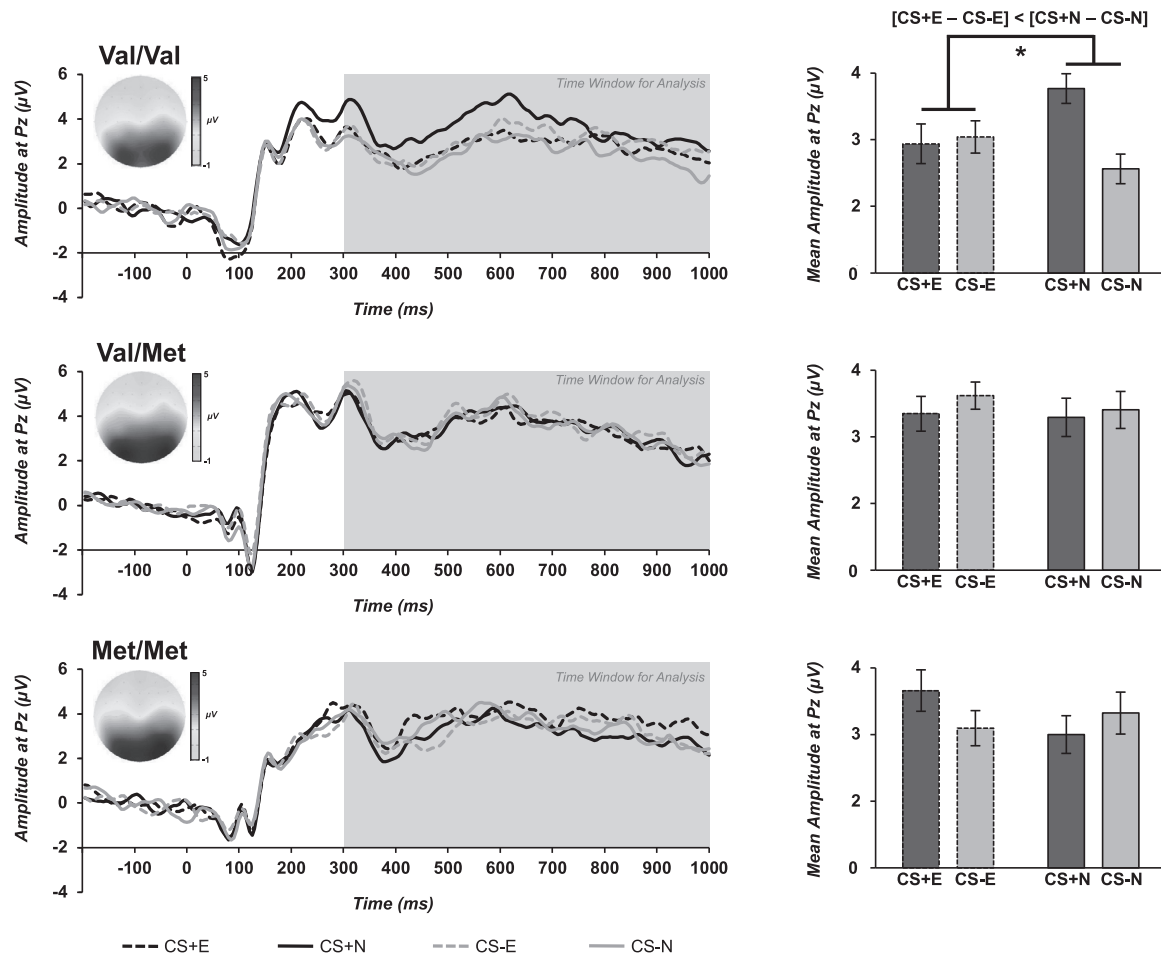 [CS+E – CS-E] < [CS+N – CS-N]
*
Val/Val
5
µV
-1
Time Window for Analysis
Amplitude at Pz (µV)
6
4
2
0
-2
-4
-100 0 100 200 300 400 500 600 700 800 900 1000
Time (ms)
Mean Amplitude at Pz (µV)
4
3
2
0
CS+E CS-E CS+N CS-N
Val/Met
5
µV
-1
Time Window for Analysis
Amplitude at Pz (µV)
6
4
2
0
-2
-4
-100 0 100 200 300 400 500 600 700 800 900 1000
Time (ms)
Mean Amplitude at Pz (µV)
4
3
2
0
CS+E CS-E CS+N CS-N
Met/Met
5
µV
-1
Time Window for Analysis
Amplitude at Pz (µV)
6
4
2
0
-2
-4
-100 0 100 200 300 400 500 600 700 800 900 1000
Time (ms)
Mean Amplitude at Pz (µV)
4
3
2
0
CS+E CS-E CS+N CS-N
CS+E CS+N CS-E CS-N